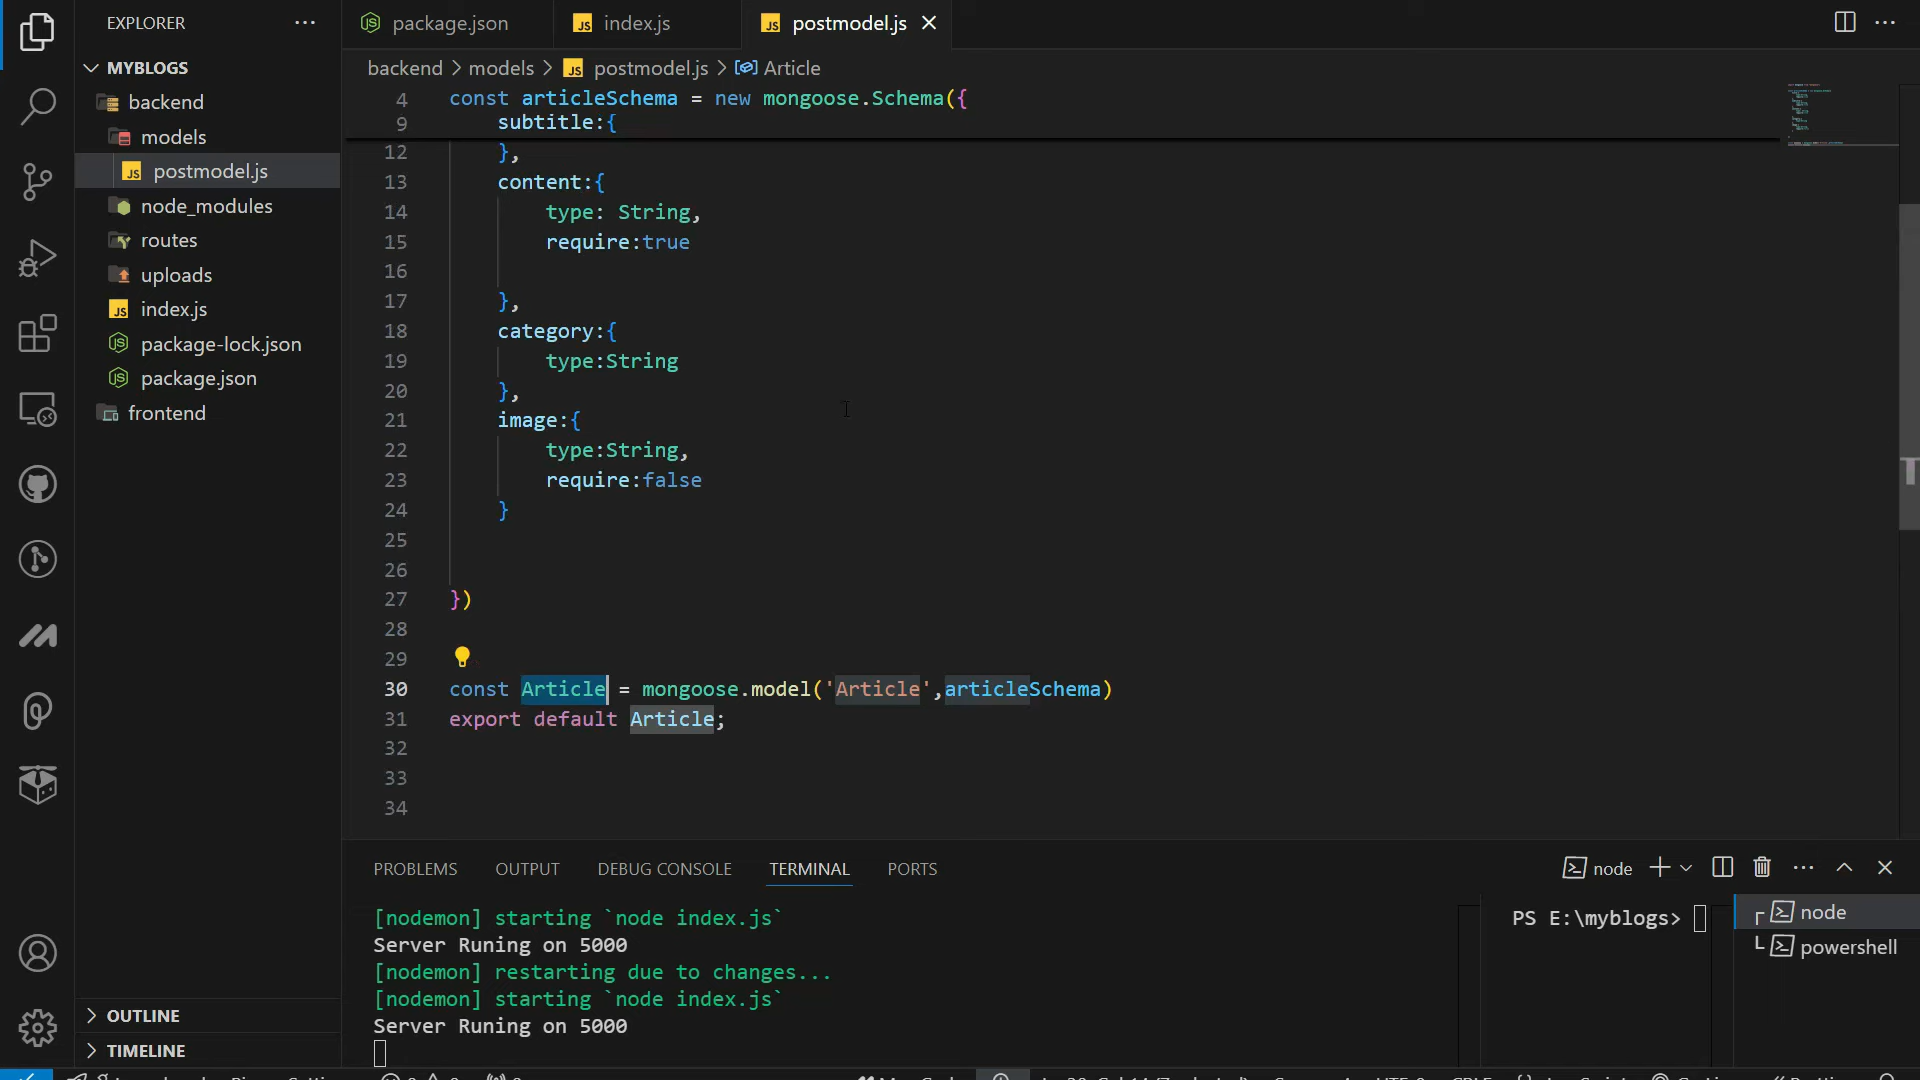 EXPLORER
MYBLOGS
backend
models
postmodel.js
node_modules
routes
uploads
index.js
package-lock.json
package.json
frontend
OUTLINE
TIMELINE
package.json
index.js
postmodel.js
backend > models > postmodel.js > Article
4 const articleSchema = new mongoose.Schema({
9 subtitle:{
12 },
13 content:{
14 type: String,
15 require:true
16
17 },
18 category:{
19 type:String
20 },
21 image:{
22 type:String,
23 require:false
24 }
25
26
27 })
28
29
30 const Article = mongoose.model('Article',articleSchema)
31 export default Article;
32
33
34
PROBLEMS OUTPUT DEBUG CONSOLE TERMINAL PORTS
node
[nodemon] starting `node index.js`
Server Runing on 5000
[nodemon] restarting due to changes...
[nodemon] starting `node index.js`
Server Runing on 5000
PS E:\myblogs>
node
powershell